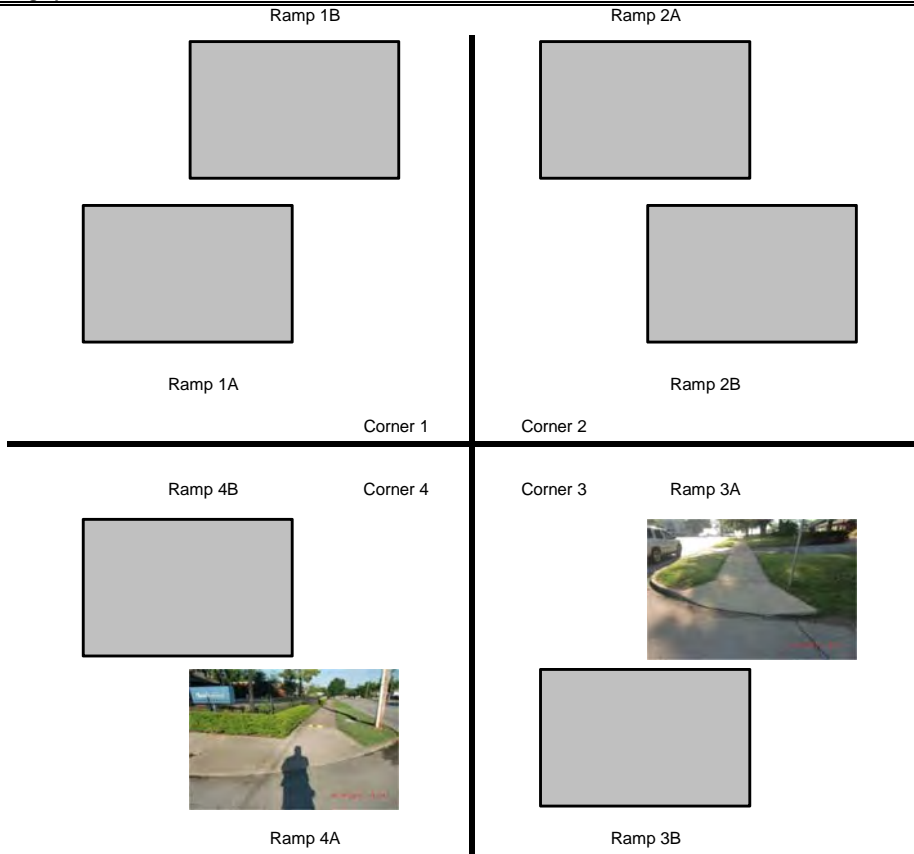 Ramp 1B
Ramp 2A
Ramp 1A
Ramp 2B
Corner 1
Corner 2
Ramp 4B
Corner 4
Corner 3
Ramp 3A
Ramp 4A
Ramp 3B